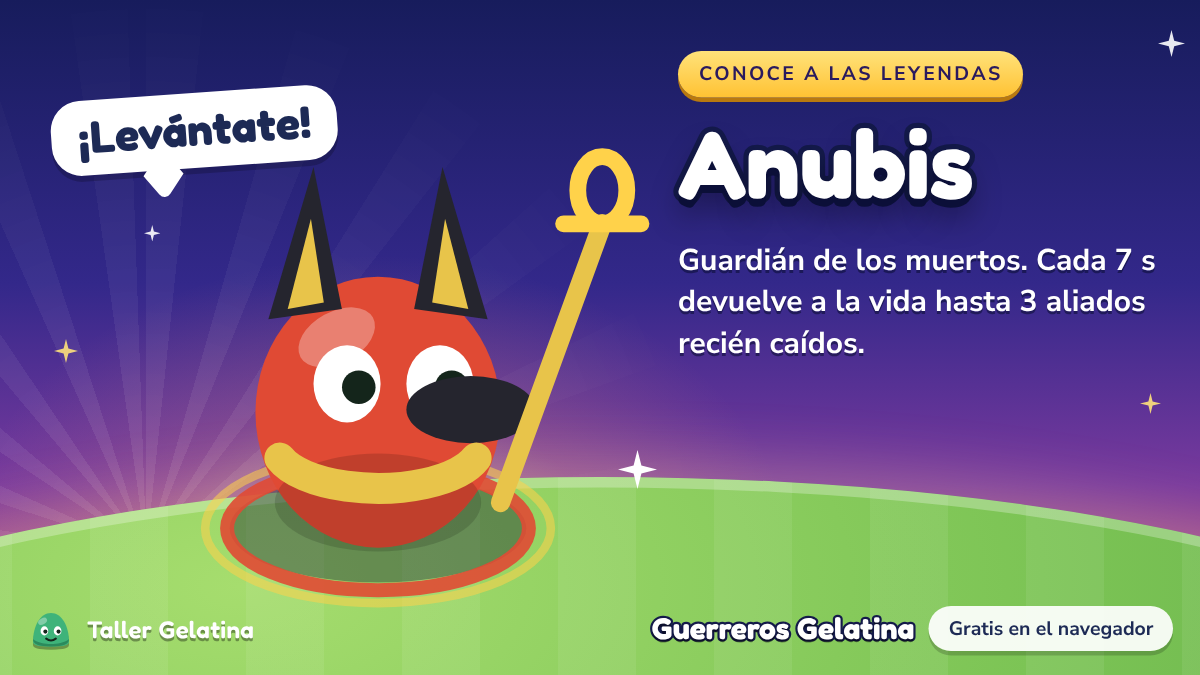 ¡Levántate!
CONOCE A LAS LEYENDAS
Anubis
Guardián de los muertos. Cada 7 s
devuelve a la vida hasta 3 aliados
recién caídos.
Taller Gelatina
Guerreros Gelatina
Gratis en el navegador